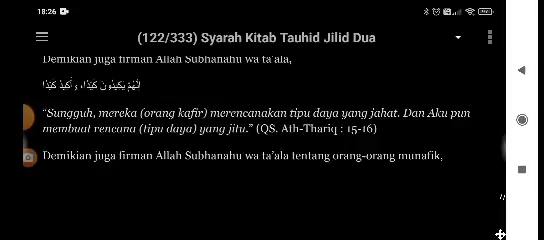 18:26
(122/333) Syarah Kitab Tauhid Jilid Dua
Demikian juga firman Allah Subhanahu wa ta'ala,
إِنَّهُمْ يَكِيدُونَ كَيْدًا، وَأَكِيدُ كَيْدًا
“Sungguh, mereka (orang kafir) merencanakan tipu daya yang jahat. Dan Aku pun
membuat rencana (tipu daya) yang jitu.” (QS. Ath-Thariq : 15-16)
Demikian juga firman Allah Subhanahu wa ta'ala tentang orang-orang munafik,